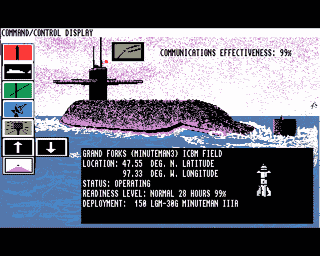 COMMAND/CONTROL DISPLAY
COMMUNICATIONS EFFECTIVENESS: 99%
GRAND FORKS (MINUTEMAN3) ICBM FIELD
LOCATION: 47.55 DEG. N. LATITUDE
97.33 DEG. W. LONGITUDE
STATUS: OPERATING
READINESS LEVEL: NORMAL 28 HOURS 99%
DEPLOYMENT: 150 LGM-30G MINUTEMAN IIIA